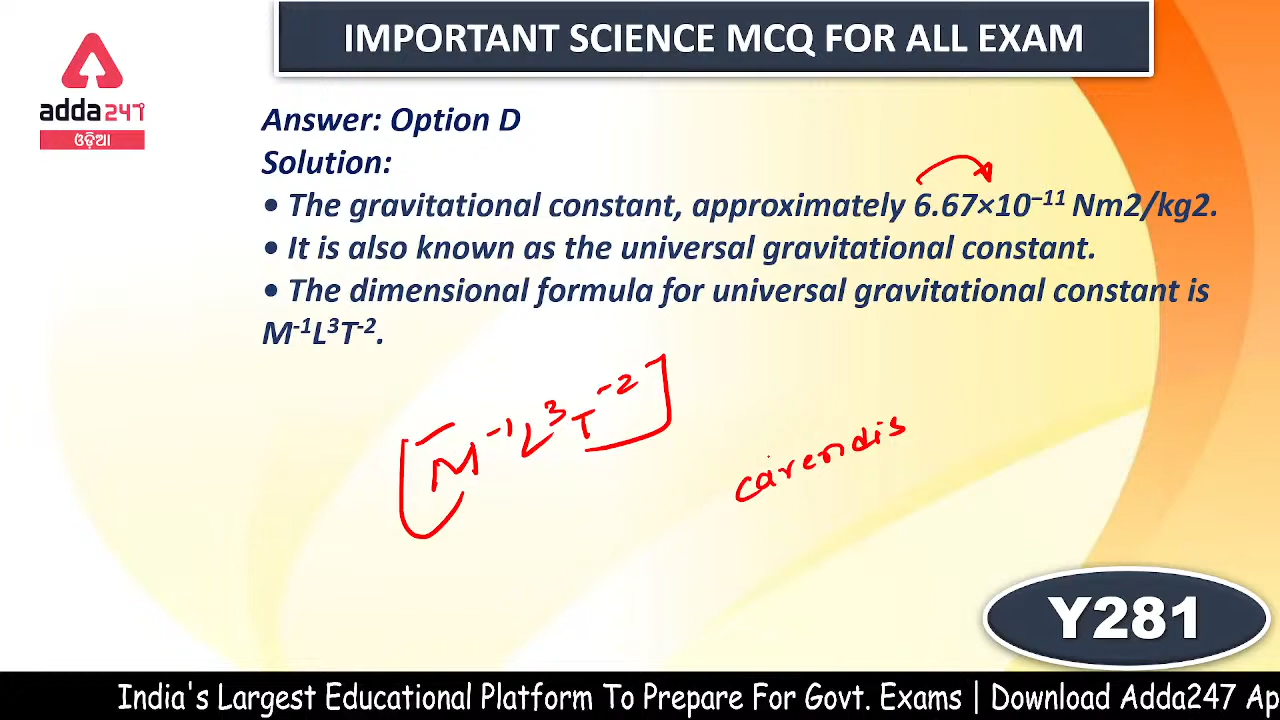 IMPORTANT SCIENCE MCQ FOR ALL EXAM
adda247
ଓଡ଼ିଆ
Answer: Option D
Solution:
• The gravitational constant, approximately 6.67×10⁻¹¹ Nm2/kg2.
• It is also known as the universal gravitational constant.
• The dimensional formula for universal gravitational constant is
M⁻¹L³T⁻².
[M⁻¹L³T⁻²]
cavendis
Y281
India's Largest Educational Platform To Prepare For Govt. Exams | Download Adda247 Ap